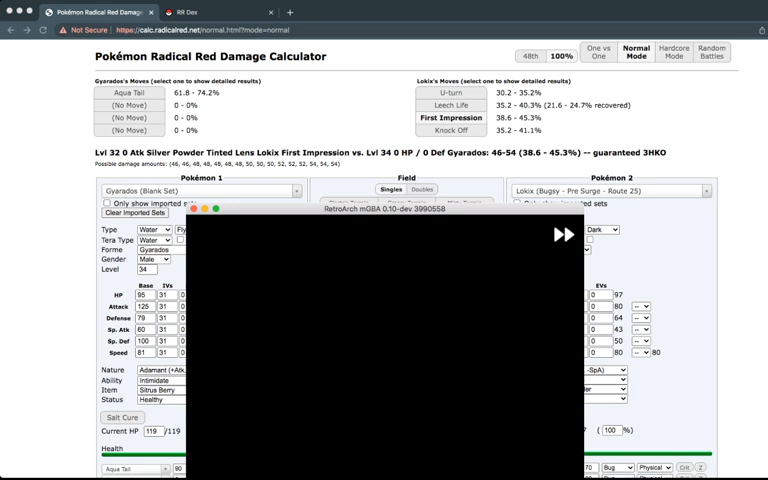 Pokémon Radical Red Damage C
RR Dex
Not Secure
https://calc.radicalred.net/normal.html?mode=normal
Pokémon Radical Red Damage Calculator
48th
100%
One vs One
Normal Mode
Hardcore Mode
Random Battles
Gyarados's Moves (select one to show detailed results)
Aqua Tail 61.8 - 74.2%
(No Move) 0 - 0%
(No Move) 0 - 0%
(No Move) 0 - 0%
Lokix's Moves (select one to show detailed results)
U-turn 30.2 - 35.2%
Leech Life 35.2 - 40.3% (21.6 - 24.7% recovered)
First Impression 38.6 - 45.3%
Knock Off 35.2 - 41.1%
Lvl 32 0 Atk Silver Powder Tinted Lens Lokix First Impression vs. Lvl 34 0 HP / 0 Def Gyarados: 46-54 (38.6 - 45.3%) -- guaranteed 3HKO
Possible damage amounts: (46, 46, 48, 48, 48, 48, 50, 50, 50, 52, 52, 52, 54, 54, 54)
Pokémon 1
Field
Pokémon 2
Gyarados (Blank Set)
Singles
Doubles
Lokix (Bugsy - Pre Surge - Route 25)
Only show imported sets
Clear Imported Sets
RetroArch mGBA 0.10-dev 3990558
Type Water
Dark
Tera Type Water
Forme Gyarados
Gender Male
Level 34
Base IVs
EVs
HP 95 31 0
0 97
Attack 125 31 0
0 80 --
Defense 79 31 0
0 64 --
Sp. Atk 60 31 0
0 43 --
Sp. Def 100 31 0
0 50 --
Speed 81 31 0
0 80 -- 80
Nature Adamant (+Atk,
-SpA)
Ability Intimidate
Item Sitrus Berry
Status Healthy
Salt Cure
Current HP 119 /119
( 100 %)
Health
Aqua Tail 90
70 Bug Physical Crit Z